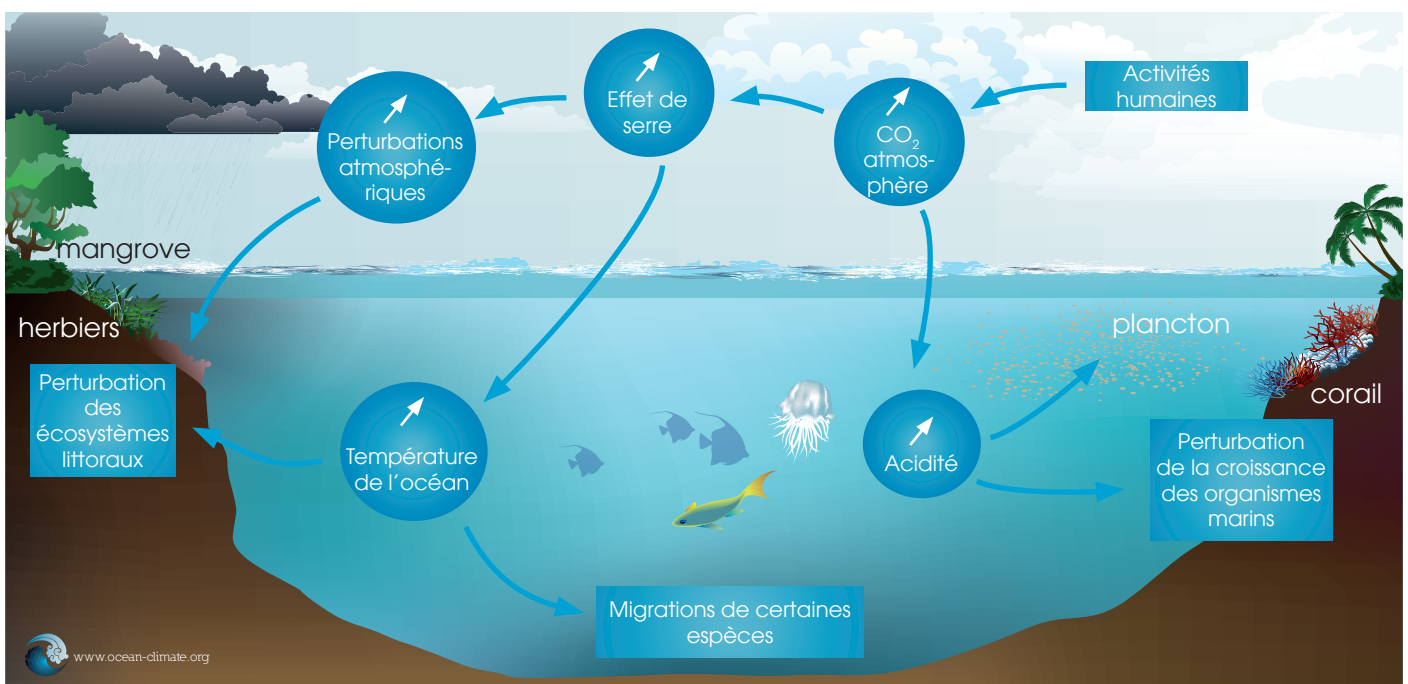 Activités
humaines
Effet de
serre
CO₂
atmos-
phère
Perturbations
atmosphé-
riques
mangrove
herbiers
plancton
corail
Perturbation
des
écosystèmes
littoraux
Température
de l'océan
Acidité
Perturbation
de la croissance
des organismes
marins
Migrations de certaines
espèces
www.ocean-climate.org